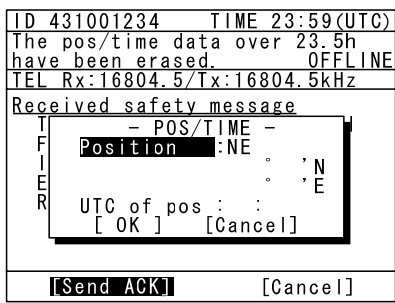 ID 431001234 TIME 23:59(UTC)
The pos/time data over 23.5h
have been erased. OFFLINE
TEL Rx:16804.5/Tx:16804.5kHz
Received safety message
T
– POS/TIME –
F
Position :NE
I
° 'N
E
° 'E
R
UTC of pos : :
[ OK ] [Cancel]
[Send ACK] [Cancel]